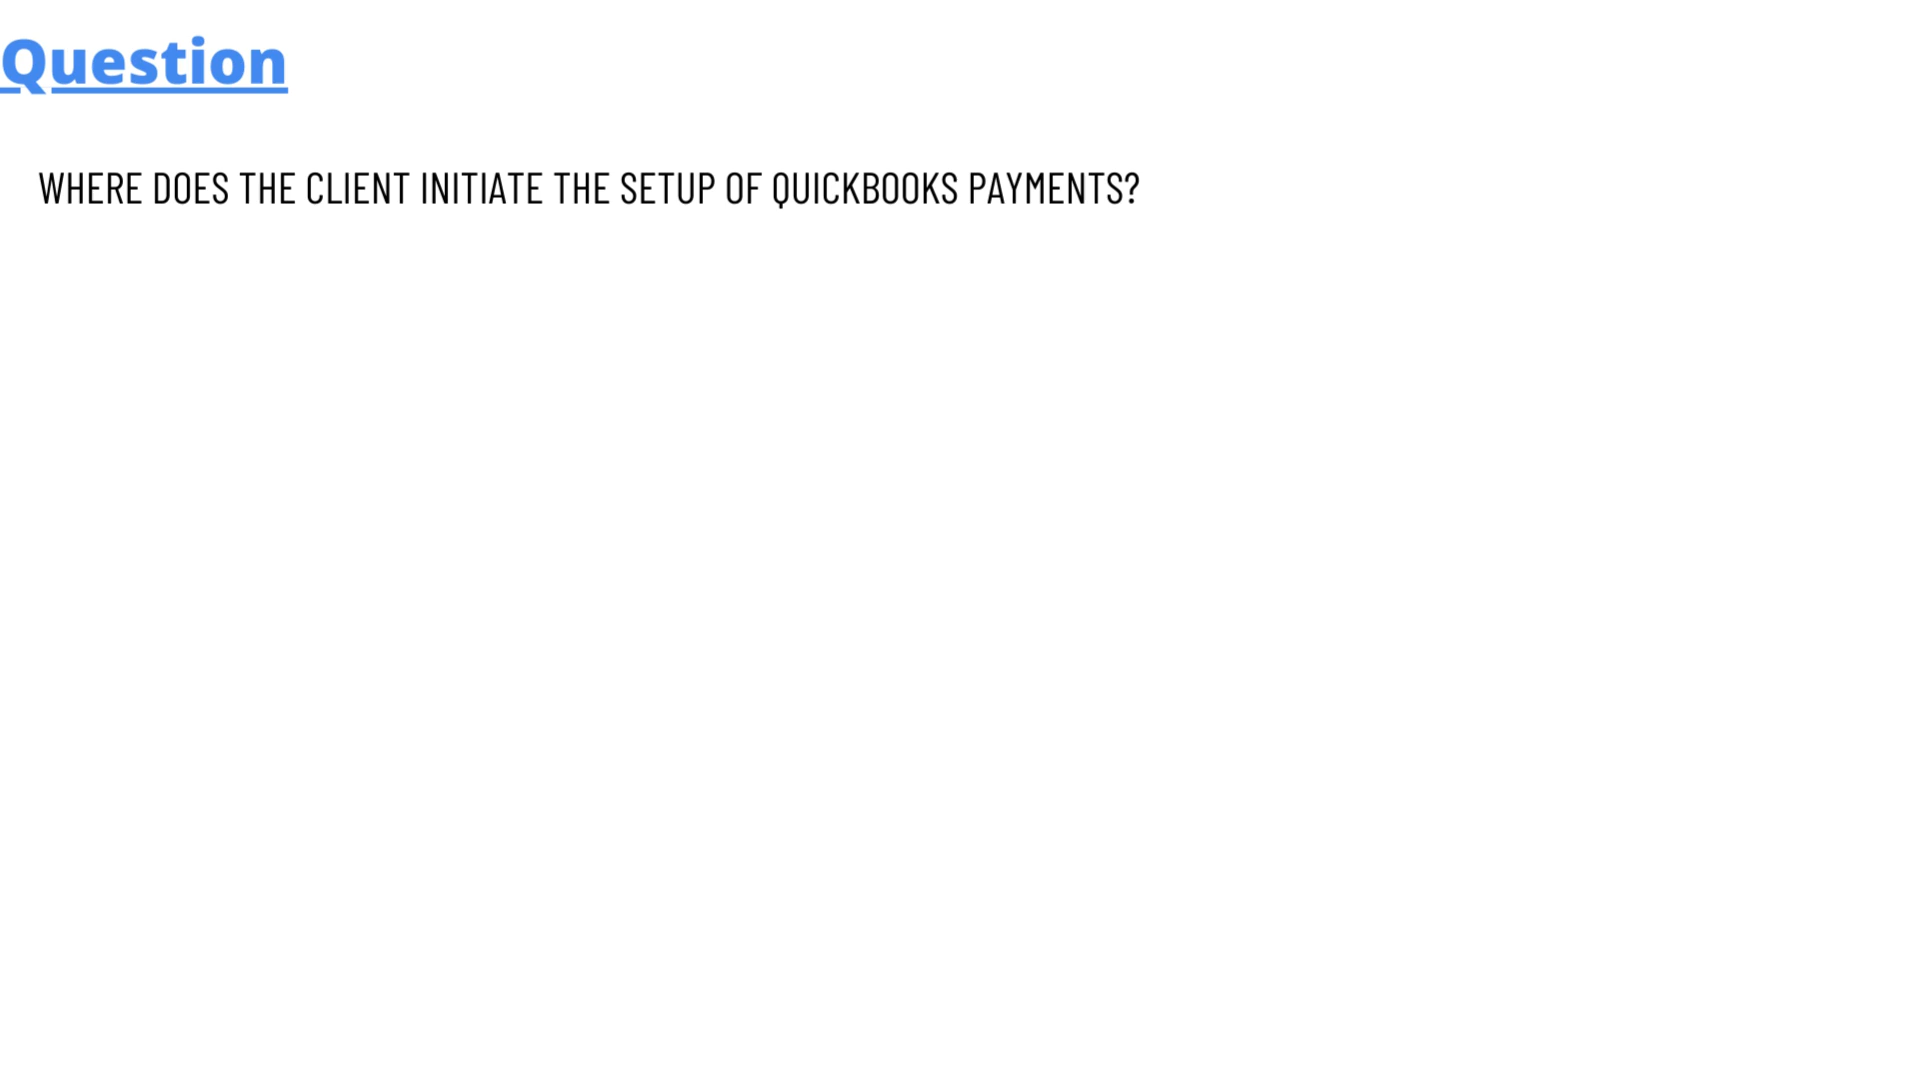 Question
WHERE DOES THE CLIENT INITIATE THE SETUP OF QUICKBOOKS PAYMENTS?